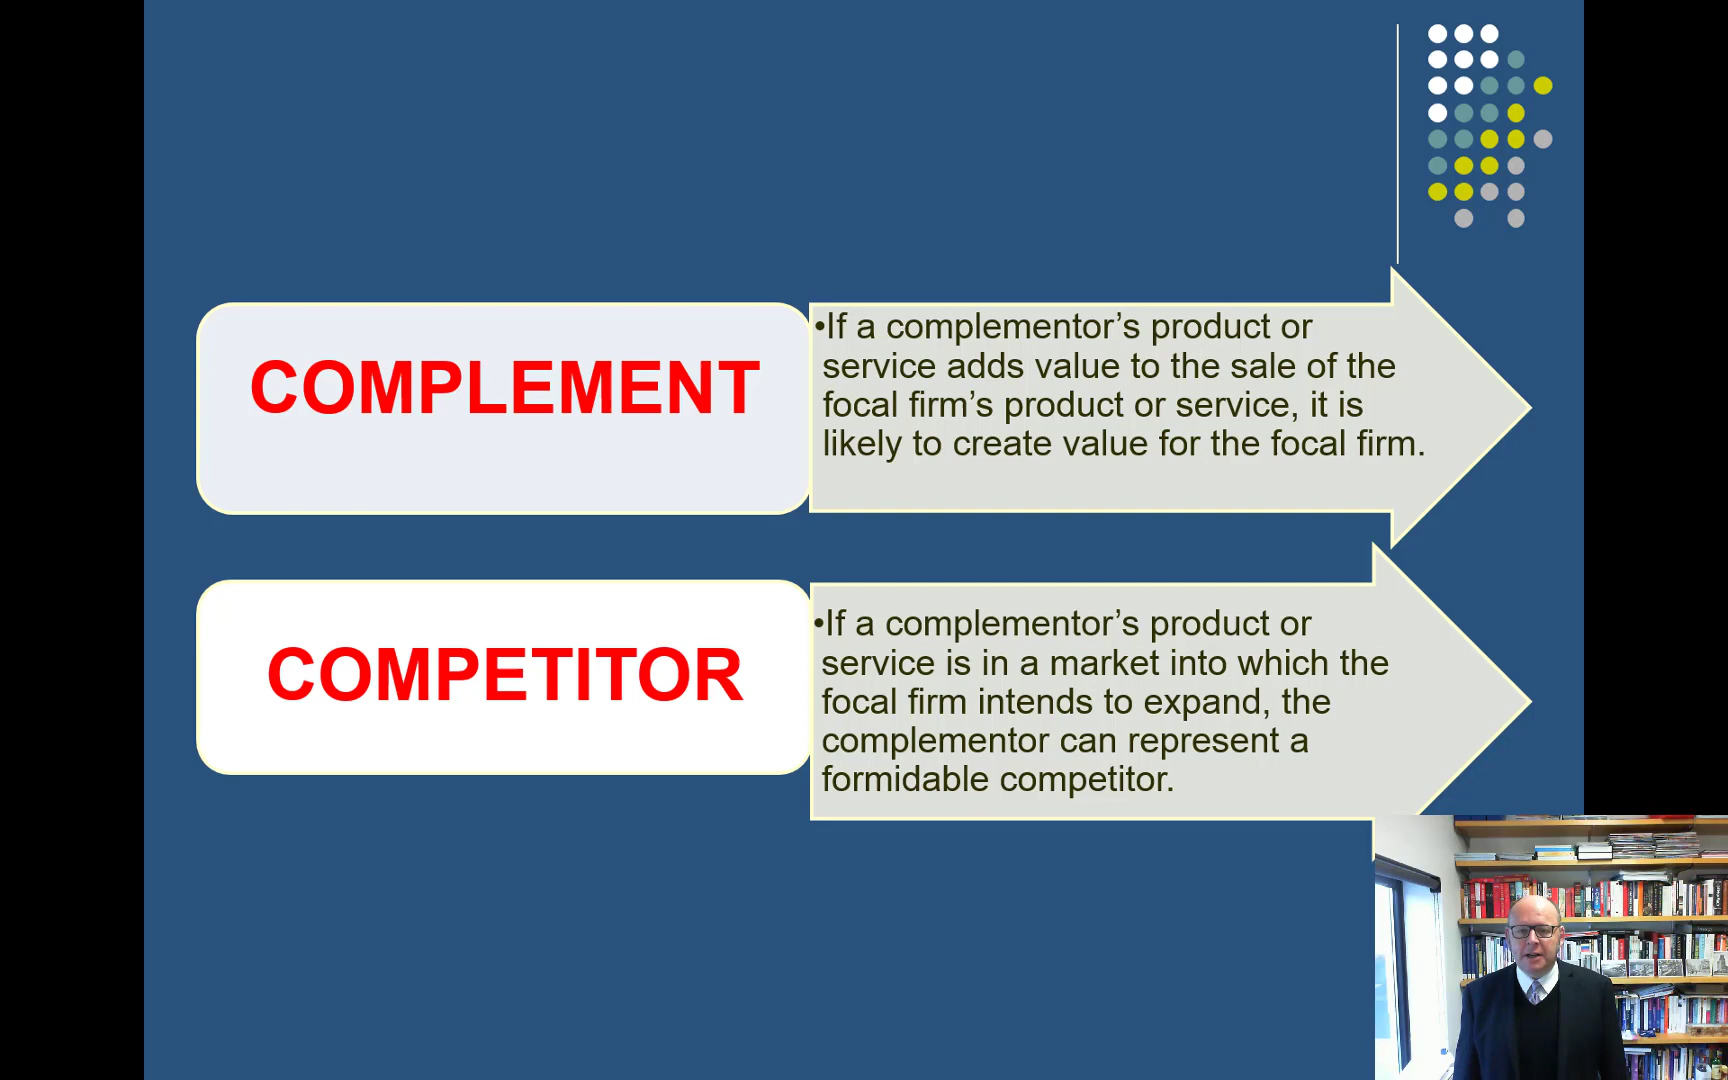 COMPLEMENT
•If a complementor’s product or
service adds value to the sale of the
focal firm’s product or service, it is
likely to create value for the focal firm.
COMPETITOR
•If a complementor’s product or
service is in a market into which the
focal firm intends to expand, the
complementor can represent a
formidable competitor.